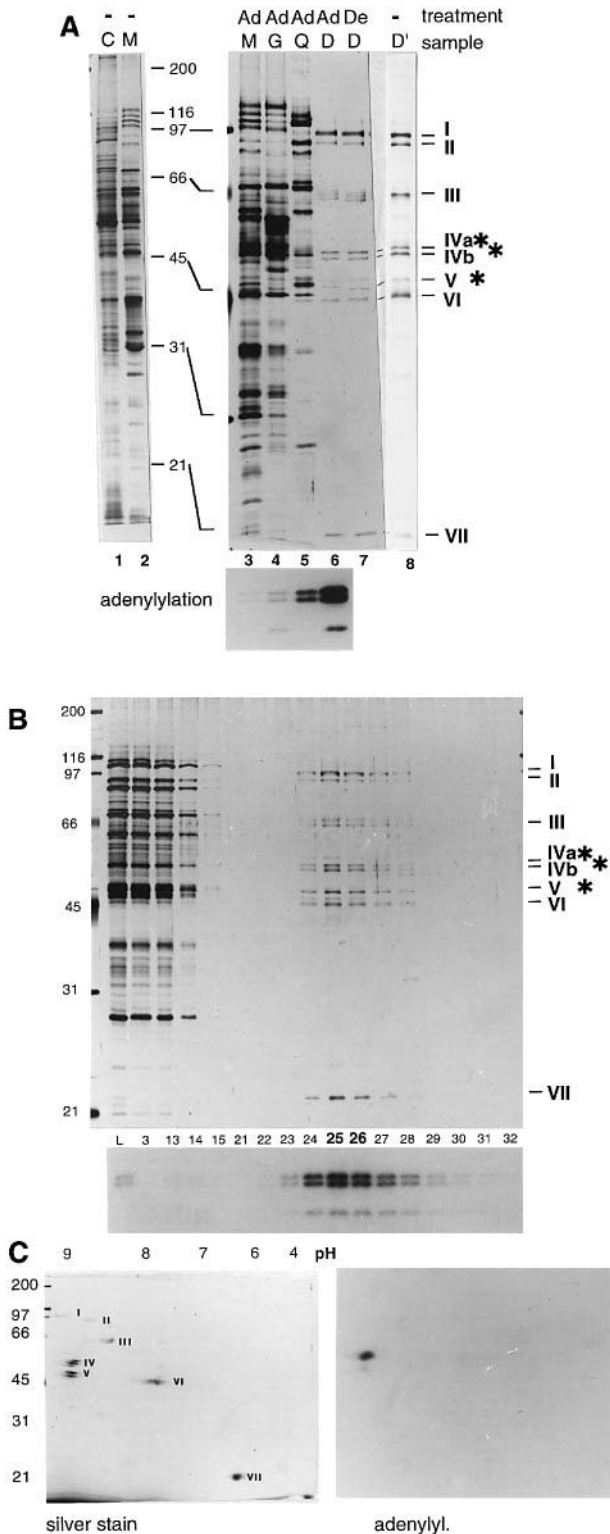 A
- - Ad Ad Ad Ad De - treatment
C M M G Q D D D' sample
200
116
97
66
45
31
21
I
II
III
IVa*
IVb *
V *
VI
VII
1 2 3 4 5 6 7 8
adenylylation
B
200
116
97
66
45
31
21
I
II
III
IVa*
IVb *
V *
VI
VII
L 3 13 14 15 21 22 23 24 25 26 27 28 29 30 31 32
C 9 8 7 6 4 pH
200
97
66
45
31
21
I
II
III
IV
V
VI
VII
silver stain adenylyl.